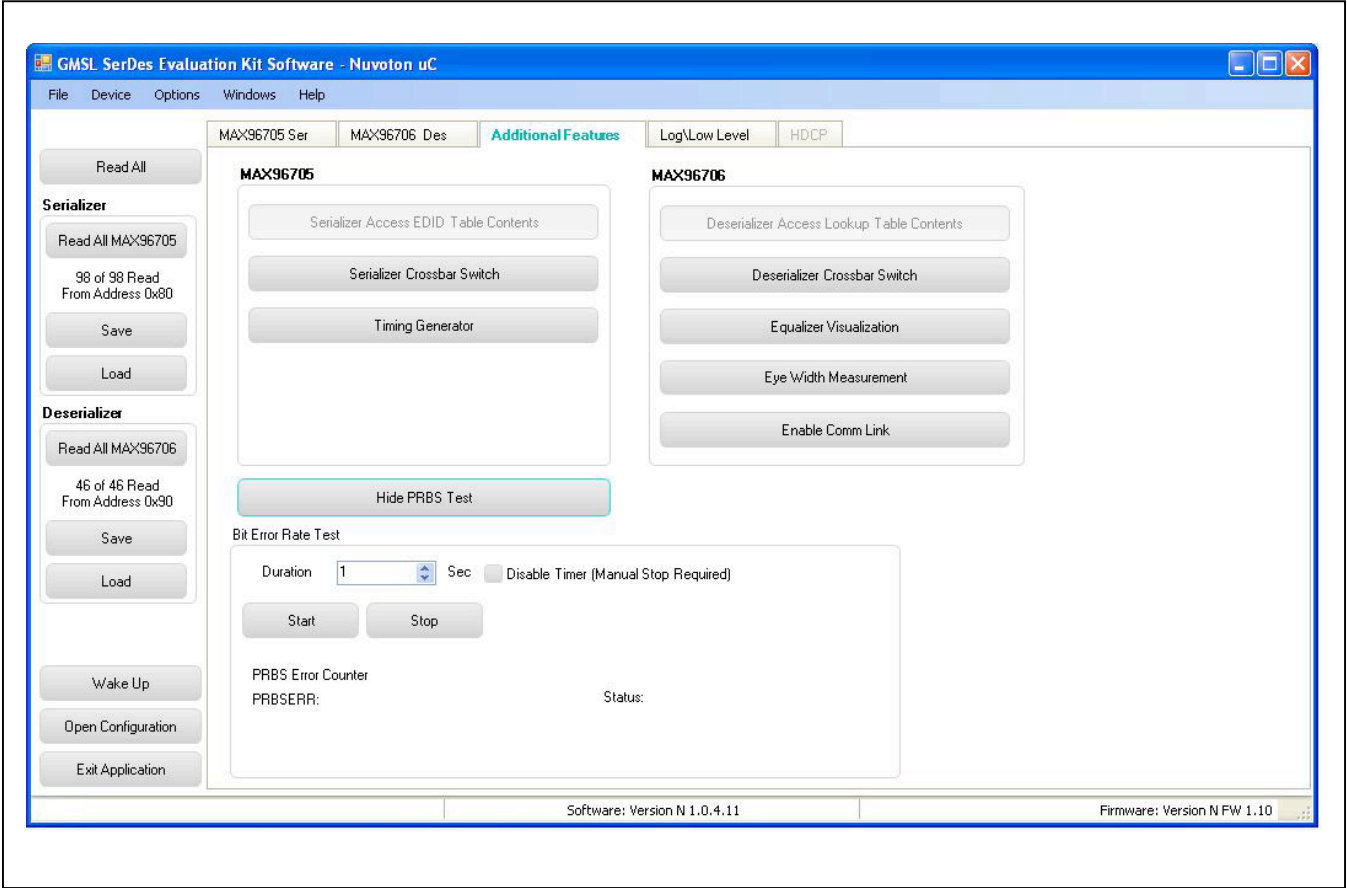 GMSL SerDes Evaluation Kit Software - Nuvoton uC
File Device Options Windows Help
MAX96705 Ser MAX96706 Des Additional Features Log\Low Level HDCP
Read All
Serializer
Read All MAX96705
98 of 98 Read
From Address 0x80
Save
Load
Deserializer
Read All MAX96706
46 of 46 Read
From Address 0x90
Save
Load
Wake Up
Open Configuration
Exit Application
MAX96705
Serializer Access EDID Table Contents
Serializer Crossbar Switch
Timing Generator
MAX96706
Deserializer Access Lookup Table Contents
Deserializer Crossbar Switch
Equalizer Visualization
Eye Width Measurement
Enable Comm Link
Hide PRBS Test
Bit Error Rate Test
Duration 1 Sec Disable Timer (Manual Stop Required)
Start Stop
PRBS Error Counter
PRBSERR: Status:
Software: Version N 1.0.4.11 Firmware: Version N FW 1.10